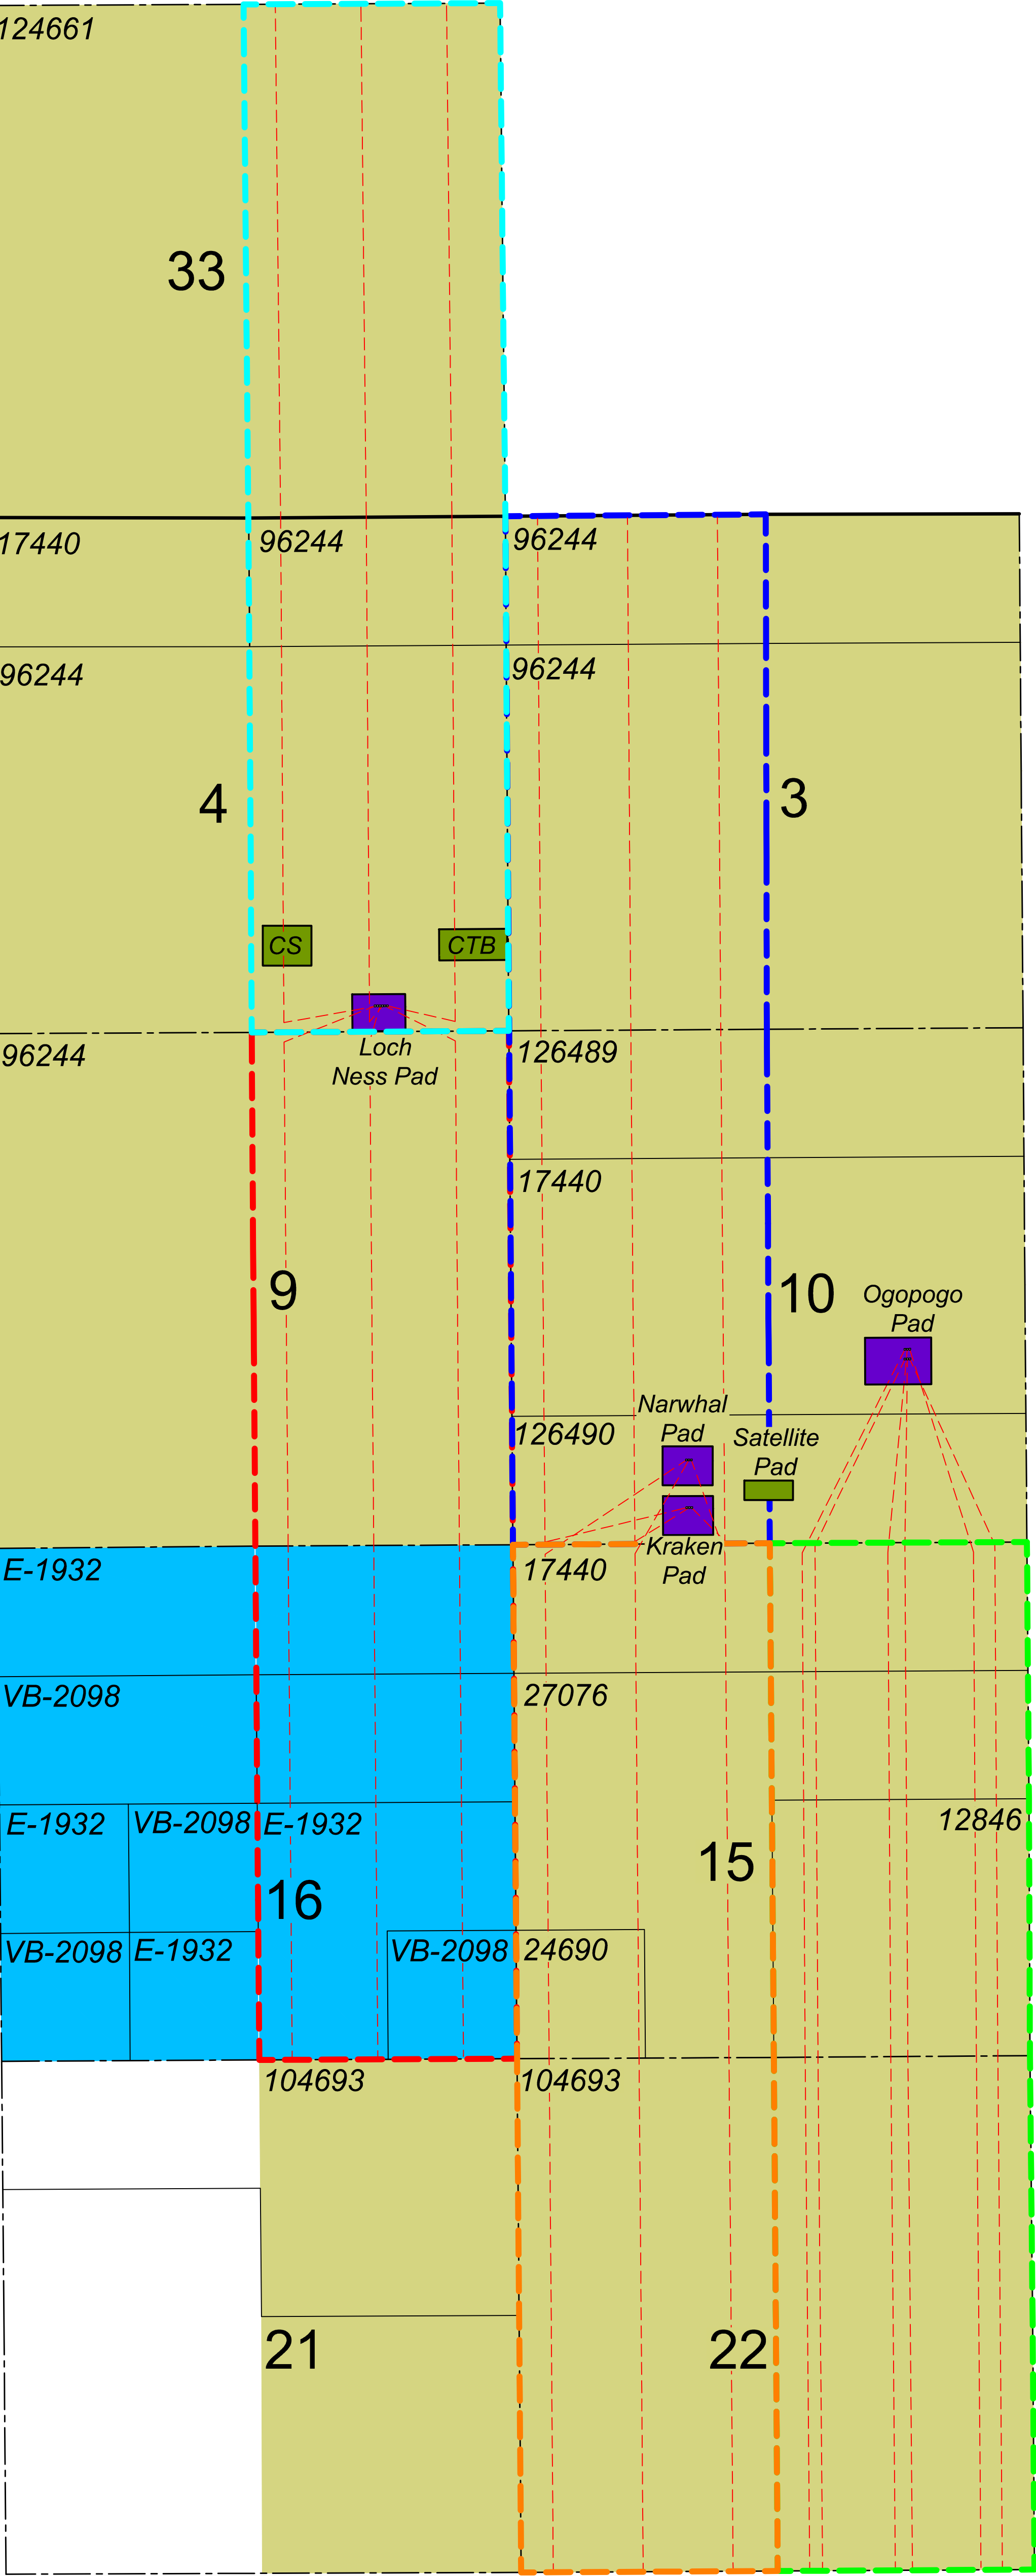 124661
33
17440
96244
96244
96244
96244
4
3
CS
CTB
Loch
Ness Pad
96244
126489
17440
9
10
Ogopogo
Pad
Narwhal
Pad
126490
Satellite
Pad
Kraken
Pad
E-1932
17440
VB-2098
27076
E-1932
VB-2098
E-1932
12846
15
16
VB-2098
E-1932
VB-2098
24690
104693
104693
21
22